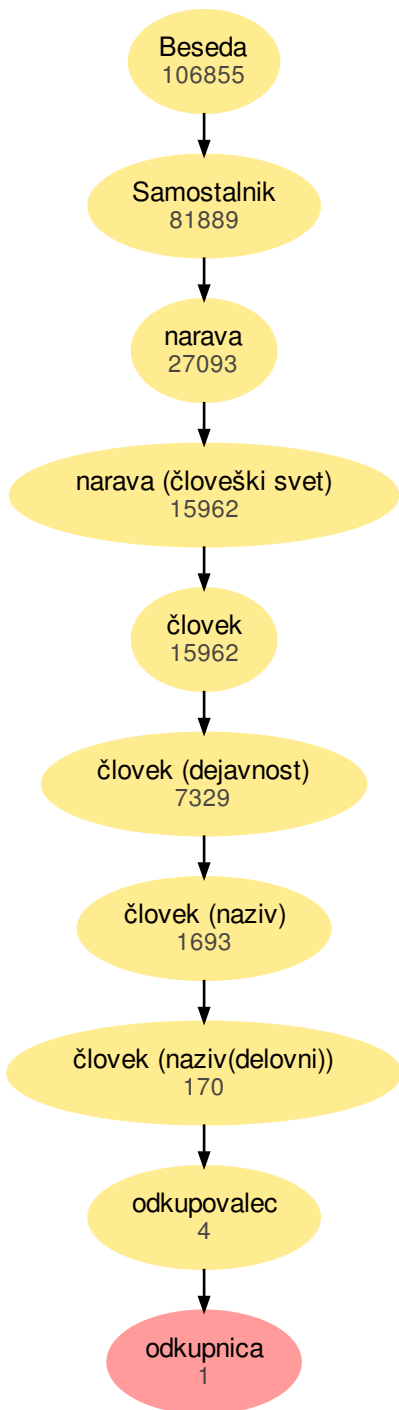 Beseda
106855
Samostalnik
81889
narava
27093
narava (človeški svet)
15962
človek
15962
človek (dejavnost)
7329
človek (naziv)
1693
človek (naziv(delovni))
170
odkupovalec
4
odkupnica
1